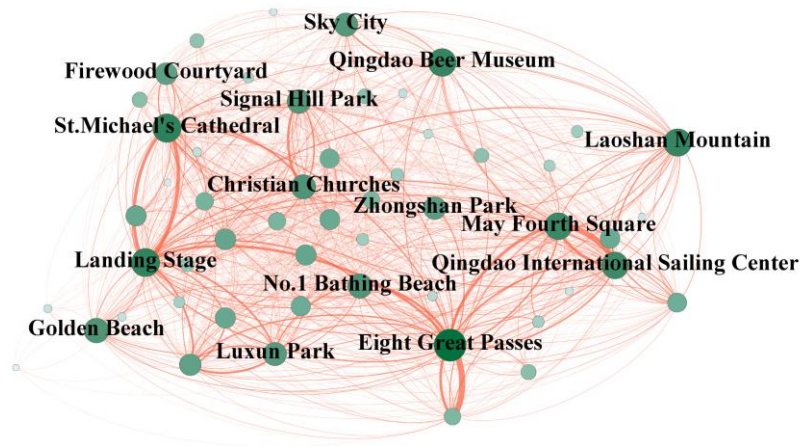 Sky City
Qingdao Beer Museum
Firewood Courtyard
Signal Hill Park
St.Michael's Cathedral
Laoshan Mountain
Christian Churches
Zhongshan Park
May Fourth Square
Landing Stage
Qingdao International Sailing Center
No.1 Bathing Beach
Golden Beach
Eight Great Passes
Luxun Park